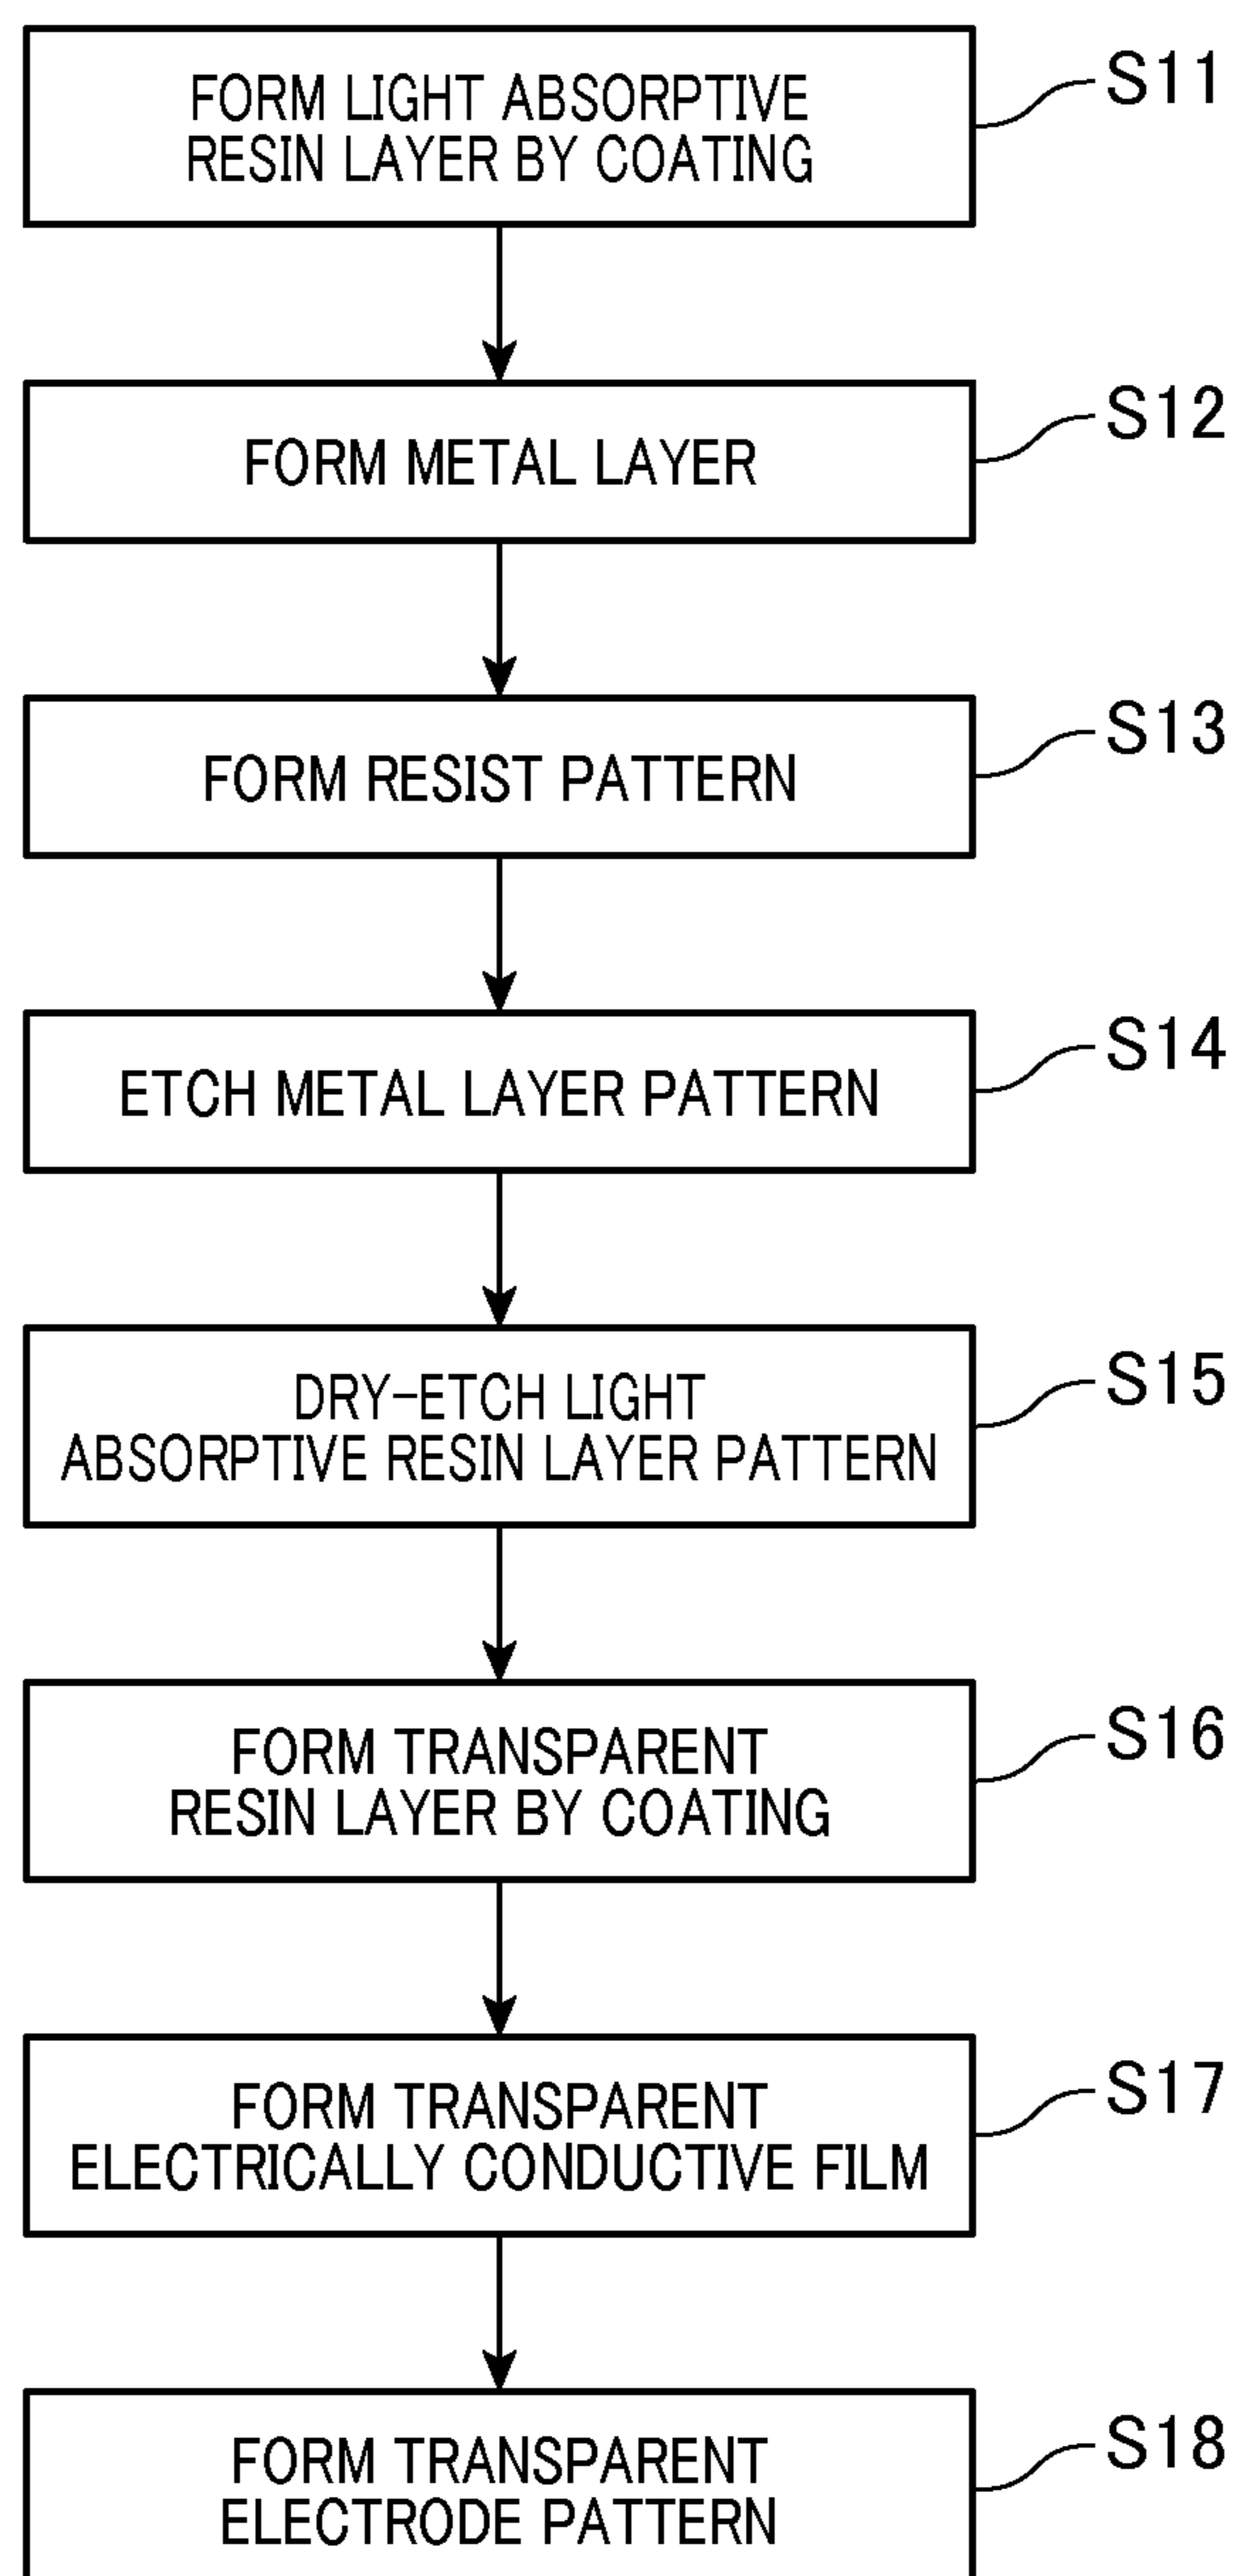 FORM LIGHT ABSORPTIVE
RESIN LAYER BY COATING
S11
FORM METAL LAYER
S12
FORM RESIST PATTERN
S13
ETCH METAL LAYER PATTERN
S14
DRY-ETCH LIGHT
ABSORPTIVE RESIN LAYER PATTERN
S15
FORM TRANSPARENT
RESIN LAYER BY COATING
S16
FORM TRANSPARENT
ELECTRICALLY CONDUCTIVE FILM
S17
FORM TRANSPARENT
ELECTRODE PATTERN
S18